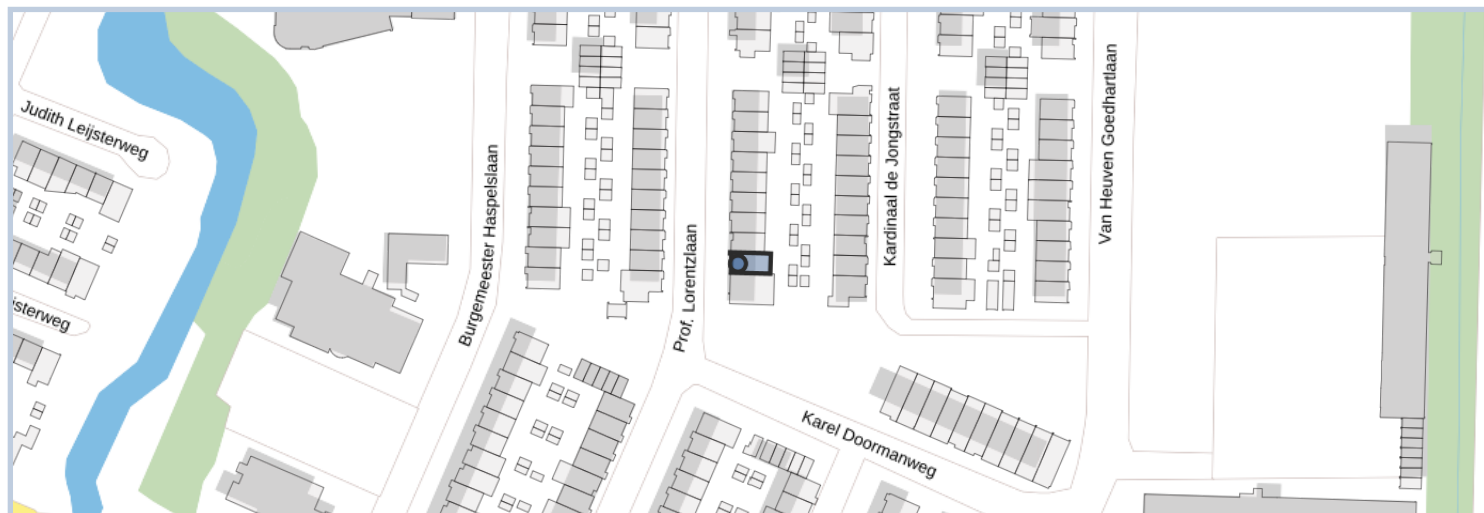 Judith Leijsterweg
isterweg
Burgemeester Haspelslaan
Prof. Lorentzlaan
Kardinaal de Jongstraat
Van Heuven Goedhartlaan
Karel Doormanweg